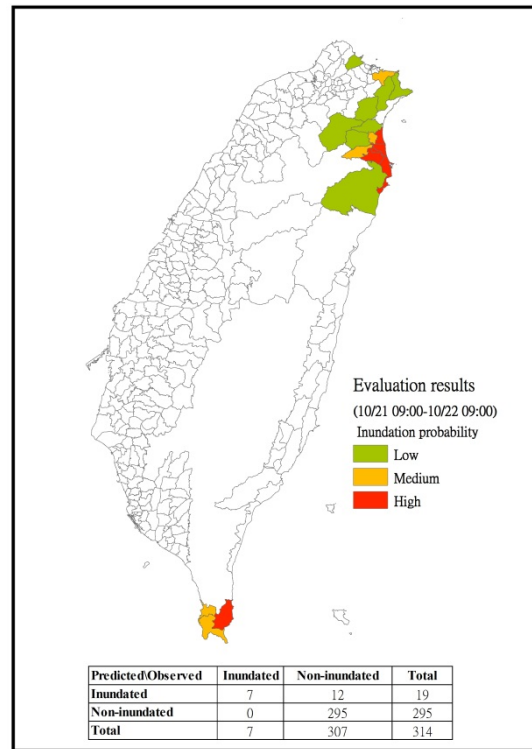 Evaluation results
(10/21 09:00-10/22 09:00)
Inundation probability
Low
Medium
High
Predicted\Observed Inundated Non-inundated Total
Inundated 7 12 19
Non-inundated 0 295 295
Total 7 307 314